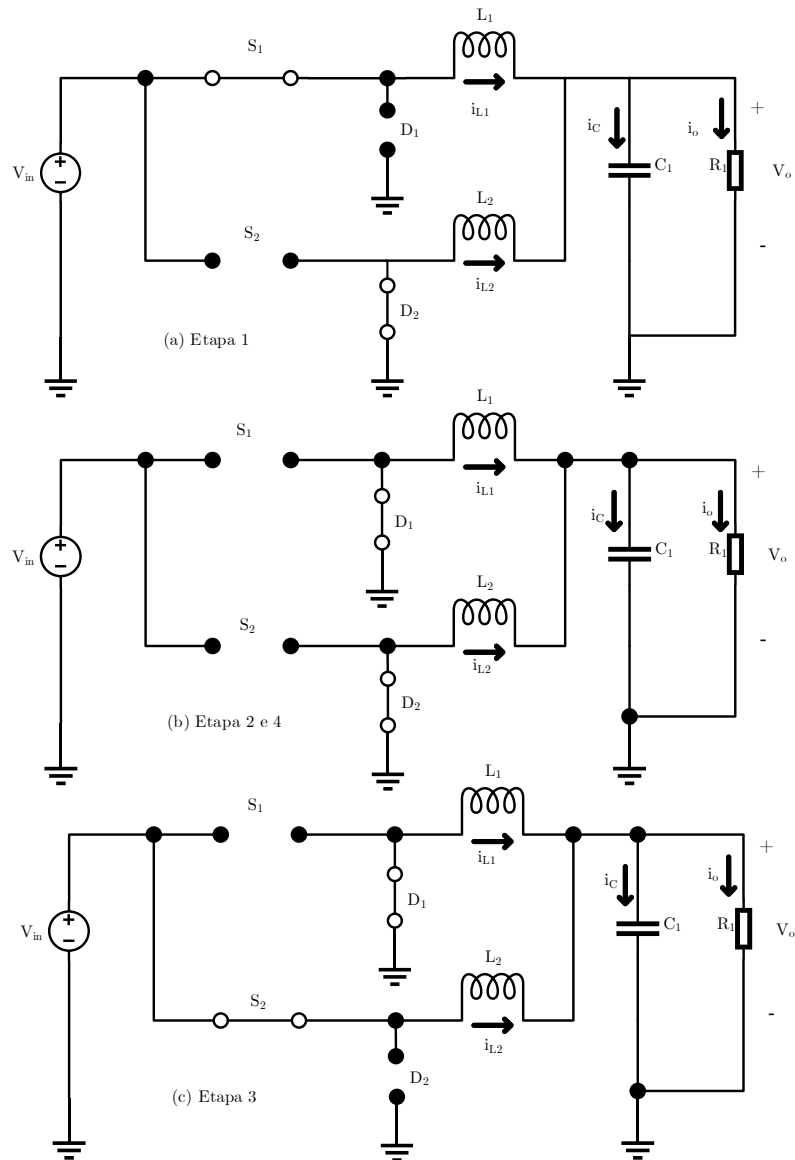 L1
S1
iL1
+
iC
io
D1
Vin
C1
R1
Vo
L2
S2
-
iL2
D2
(a) Etapa 1
L1
S1
iL1
+
iC
io
D1
Vin
C1
R1
Vo
L2
S2
-
iL2
D2
(b) Etapa 2 e 4
L1
S1
+
iL1
iC
io
D1
Vin
C1
R1
Vo
L2
S2
-
iL2
D2
(c) Etapa 3